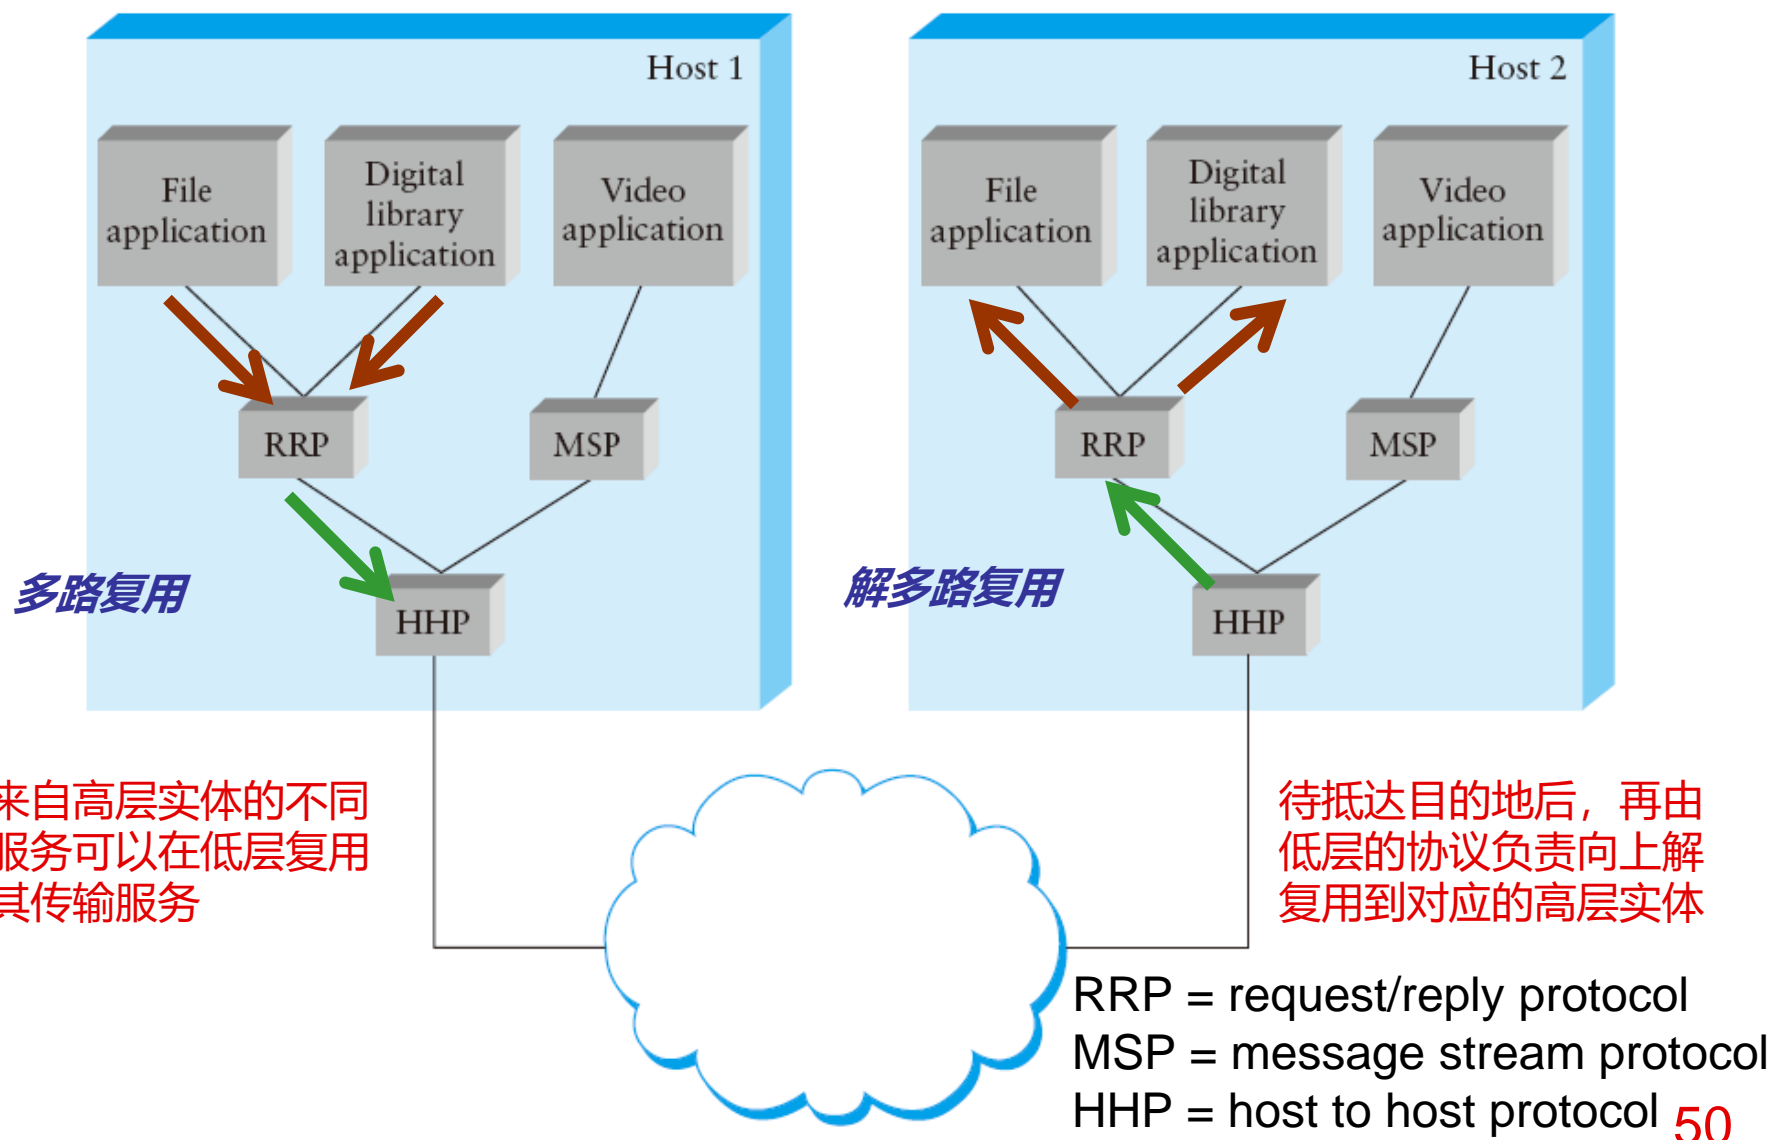 Host 1
File
application
Digital
library
application
Video
application
RRP
MSP
HHP
多路复用
Host 2
File
application
Digital
library
application
Video
application
RRP
MSP
HHP
解多路复用
来自高层实体的不同
服务可以在低层复用
其传输服务
待抵达目的地后，再由
低层的协议负责向上解
复用到对应的高层实体
RRP = request/reply protocol
MSP = message stream protocol
HHP = host to host protocol
50